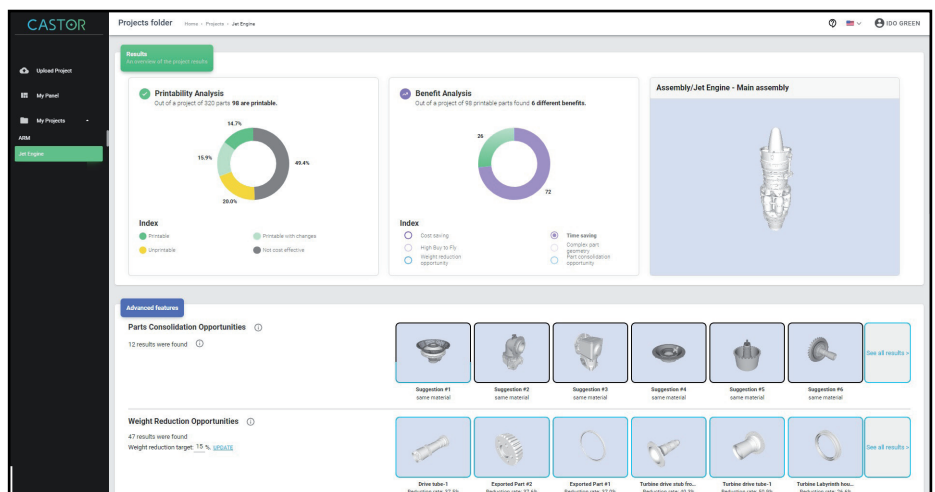 CASTOR
Projects folder Home > Projects > Jet Engine
IDO GREEN
Upload Project
My Panel
My Projects
ARM
Jet Engine
Results
An overview of the project results
Printability Analysis
Out of a project of 320 parts 98 are printable.
14.7%
15.9%
49.4%
20.0%
Index
Printable
Printable with changes
Unprintable
Not cost effective
Benefit Analysis
Out of a project of 98 printable parts found 6 different benefits.
26
72
Index
Cost saving
Time saving
High Buy to Fly
Complex part
geometry
Weight reduction
opportunity
Part consolidation
opportunity
Assembly/Jet Engine - Main assembly
Advanced features
Parts Consolidation Opportunities
12 results were found
Suggestion #1
same material
Suggestion #2
same material
Suggestion #3
same material
Suggestion #4
same material
Suggestion #5
same material
Suggestion #6
same material
See all results >
Weight Reduction Opportunities
47 results were found
Weight reduction target: 15 %. UPDATE
Drive tube-1
Exported Part #2
Exported Part #1
Turbine drive stub fro...
Turbine drive tube-1
Turbine Labyrinth hou...
See all results >